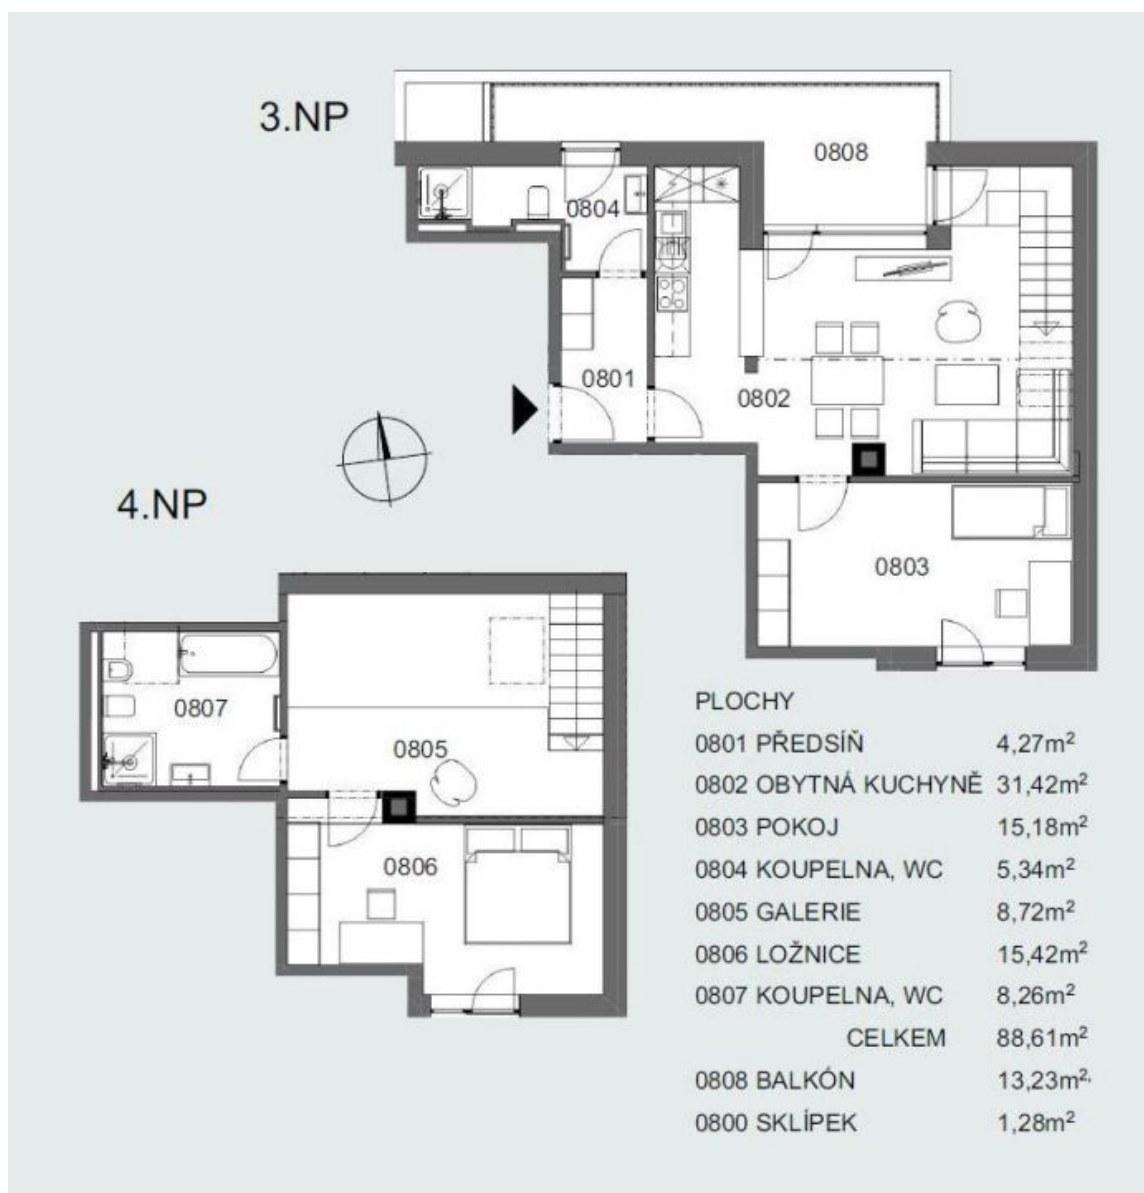 3.NP
0808
0804
0801
0802
0803
4.NP
0807
0805
0806
PLOCHY
0801 PŘEDSÍŇ 4,27m²
0802 OBYTNÁ KUCHYNĚ 31,42m²
0803 POKOJ 15,18m²
0804 KOUPELNA, WC 5,34m²
0805 GALERIE 8,72m²
0806 LOŽNICE 15,42m²
0807 KOUPELNA, WC 8,26m²
CELKEM 88,61m²
0808 BALKÓN 13,23m²
0800 SKLÍPEK 1,28m²